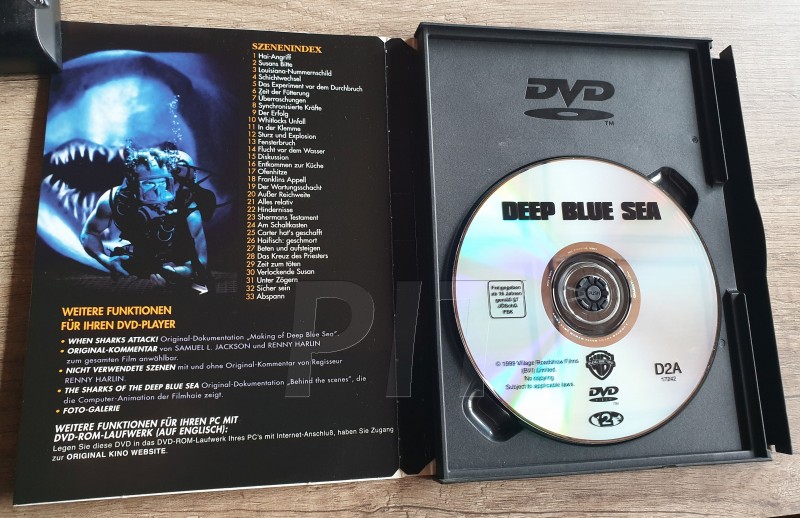 SZENENINDEX
1 Hai-Angriff
2 Susans Bitte
3 Louisiana-Nummernschild
4 Schichtwechsel
5 Das Experiment vor dem Durchbruch
6 Zeit der Fütterung
7 Überraschungen
8 Synchronisierte Kräfte
9 Der Erfolg
10 Whitlocks Unfall
11 In der Klemme
12 Sturz und Explosion
13 Fensterbruch
14 Flucht vor dem Wasser
15 Diskussion
16 Entkommen zur Küche
17 Ofenhitze
18 Franklins Appell
19 Der Wartungsschacht
20 Außer Reichweite
21 Alles relativ
22 Hindernisse
23 Shermans Testament
24 Am Schaltkasten
25 Carter hat's geschafft
26 Haifisch: geschmort
27 Beten und aufsteigen
28 Das Kreuz des Priesters
29 Zeit zum töten
30 Verlockende Susan
31 Unter Zögern
32 Sicher sein
33 Abspann
WEITERE FUNKTIONEN
FÜR IHREN DVD-PLAYER
• WHEN SHARKS ATTACK! Original-Dokumentation „Making of Deep Blue Sea".
• ORIGINAL-KOMMENTAR von SAMUEL L. JACKSON und RENNY HARLIN
zum gesamten Film anwählbar.
• NICHT VERWENDETE SZENEN mit und ohne Original-Kommentar von Regisseur
RENNY HARLIN.
• THE SHARKS OF THE DEEP BLUE SEA Original-Dokumentation „Behind the scenes", die
die Computer-Animation der Filmhaie zeigt.
• FOTO-GALERIE
WEITERE FUNKTIONEN FÜR IHREN PC MIT
DVD-ROM-LAUFWERK (AUF ENGLISCH):
Legen Sie diese DVD in das DVD-ROM-Laufwerk Ihres PC's mit Internet-Anschluß, haben Sie Zugang
zur ORIGINAL KINO WEBSITE.
DVD
TM
DEEP BLUE SEA
Freigegeben
ab 16 Jahren
gemäß §7
JÖSchG
FSK
© 1999 Village Roadshow Films
(BVI) Limited
No copying
Subject to applicable laws.
WARNER BROS
DVD
D2A
17242
12